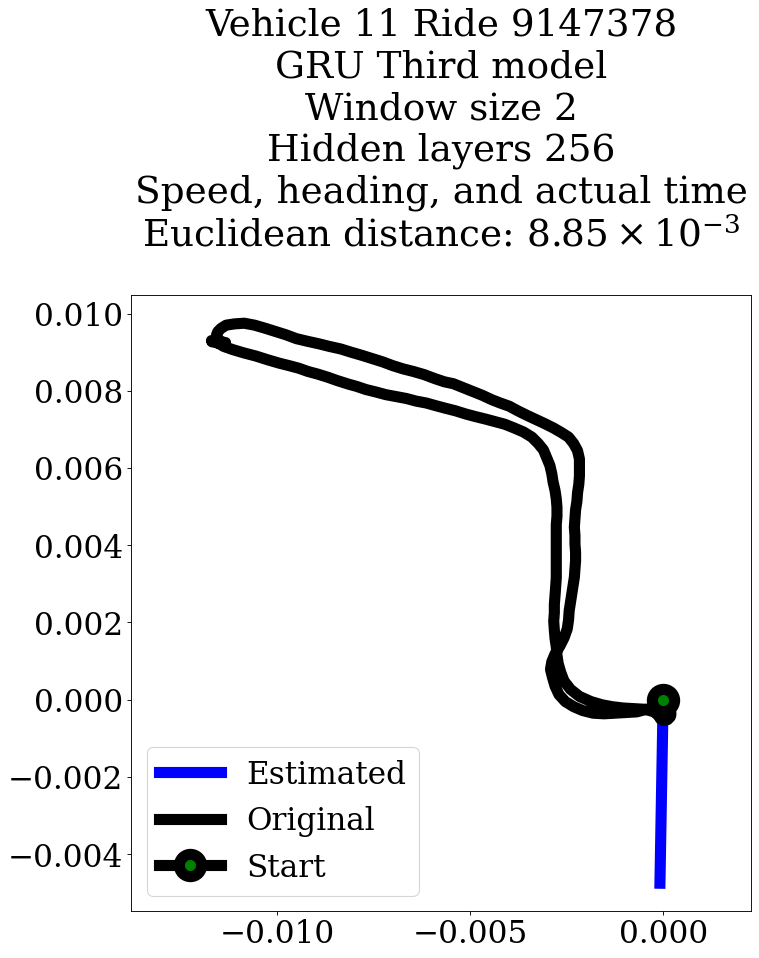 Vehicle 11 Ride 9147378
GRU Third model
Window size 2
Hidden layers 256
Speed, heading, and actual time
Euclidean distance: 8.85 × 10⁻³
0.010
0.008
0.006
0.004
0.002
0.000
−0.002
−0.004
Estimated
Original
Start
−0.010 −0.005 0.000